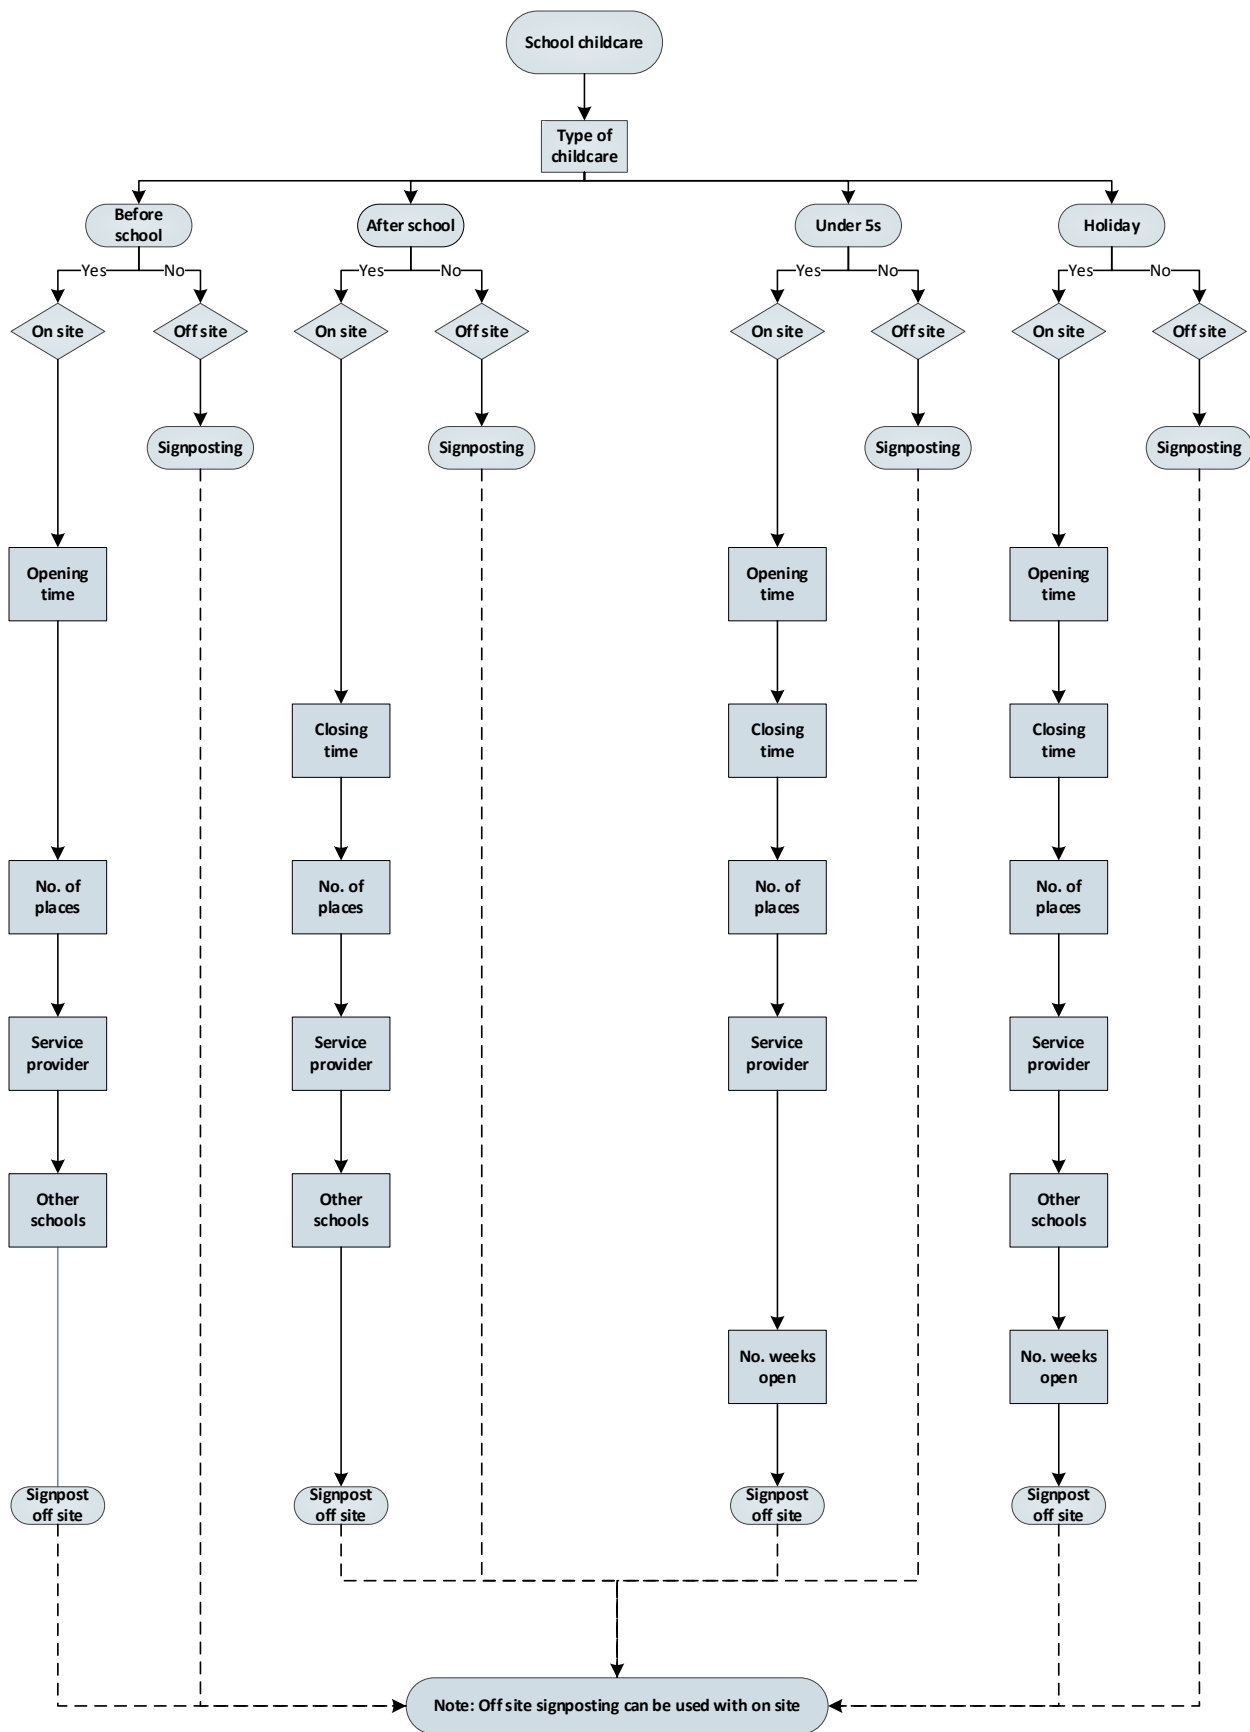 School childcare
Type of
childcare
Before
school
After school
Under 5s
Holiday
Yes
No
Yes
No
Yes
No
Yes
No
On site
Off site
On site
Off site
On site
Off site
On site
Off site
Signposting
Signposting
Signposting
Signposting
Opening
time
Opening
time
Opening
time
Closing
time
Closing
time
Closing
time
No. of
places
No. of
places
No. of
places
No. of
places
Service
provider
Service
provider
Service
provider
Service
provider
Other
schools
Other
schools
Other
schools
No. weeks
open
No. weeks
open
Signpost
off site
Signpost
off site
Signpost
off site
Signpost
off site
Note: Off site signposting can be used with on site